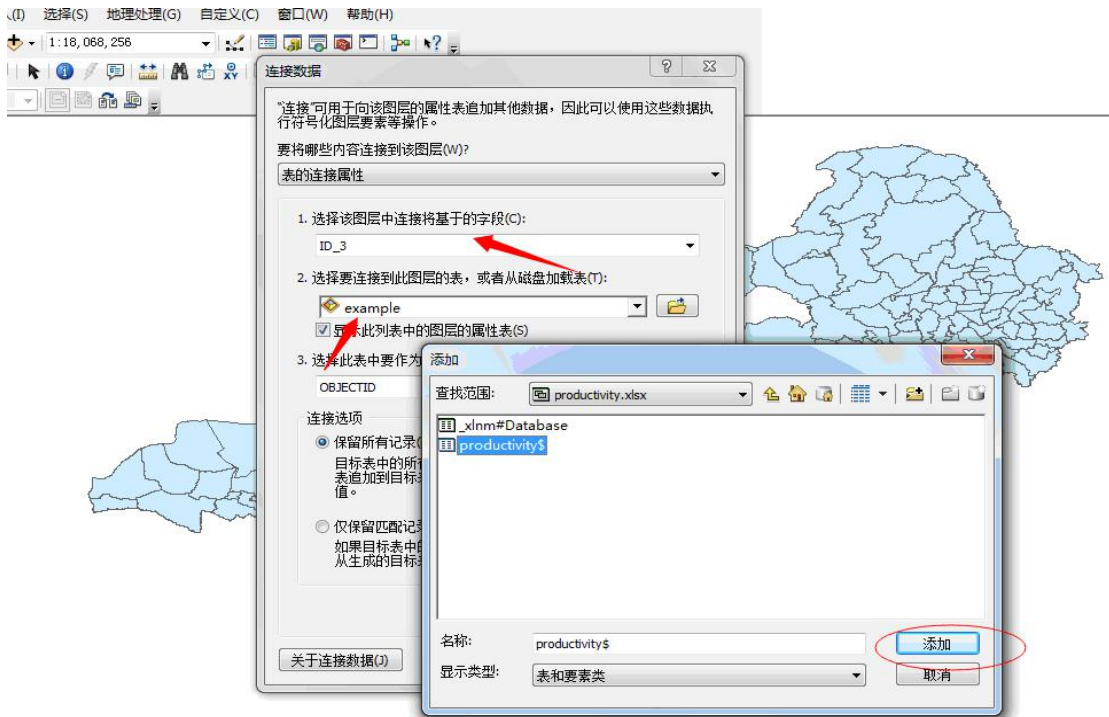 选择(S) 地理处理(G) 自定义(C) 窗口(W) 帮助(H)
1:18,068,256
连接数据
"连接"可用于向该图层的属性表追加其他数据，因此可以使用这些数据执
行符号化图层要素等操作。
要将哪些内容连接到该图层(W)?
表的连接属性
1. 选择该图层中连接将基于的字段(C):
ID_3
2. 选择要连接到此图层的表，或者从磁盘加载表(T):
example
显示此列表中的图层的属性表(S)
3. 选择此表中要作为
OBJECTID
连接选项
保留所有记录(
目标表中的所
表追加到目标
值。
仅保留匹配记
如果目标表中
从生成的目标
关于连接数据(J)
添加
查找范围: productivity.xlsx
_xlnm#Database
productivity$
名称: productivity$
添加
显示类型: 表和要素类
取消